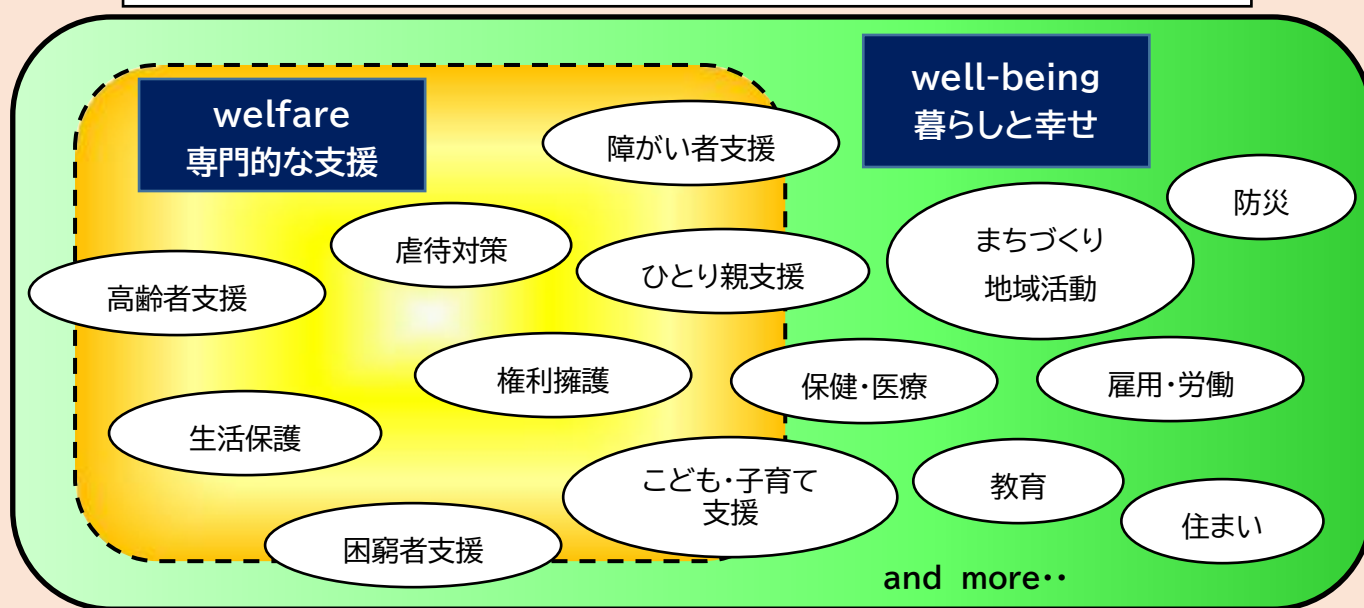 welfare
専門的な支援
well-being
暮らしと幸せ
障がい者支援
防災
虐待対策
まちづくり
地域活動
ひとり親支援
高齢者支援
権利擁護
保健・医療
雇用・労働
生活保護
こども・子育て
支援
教育
住まい
困窮者支援
and more‥